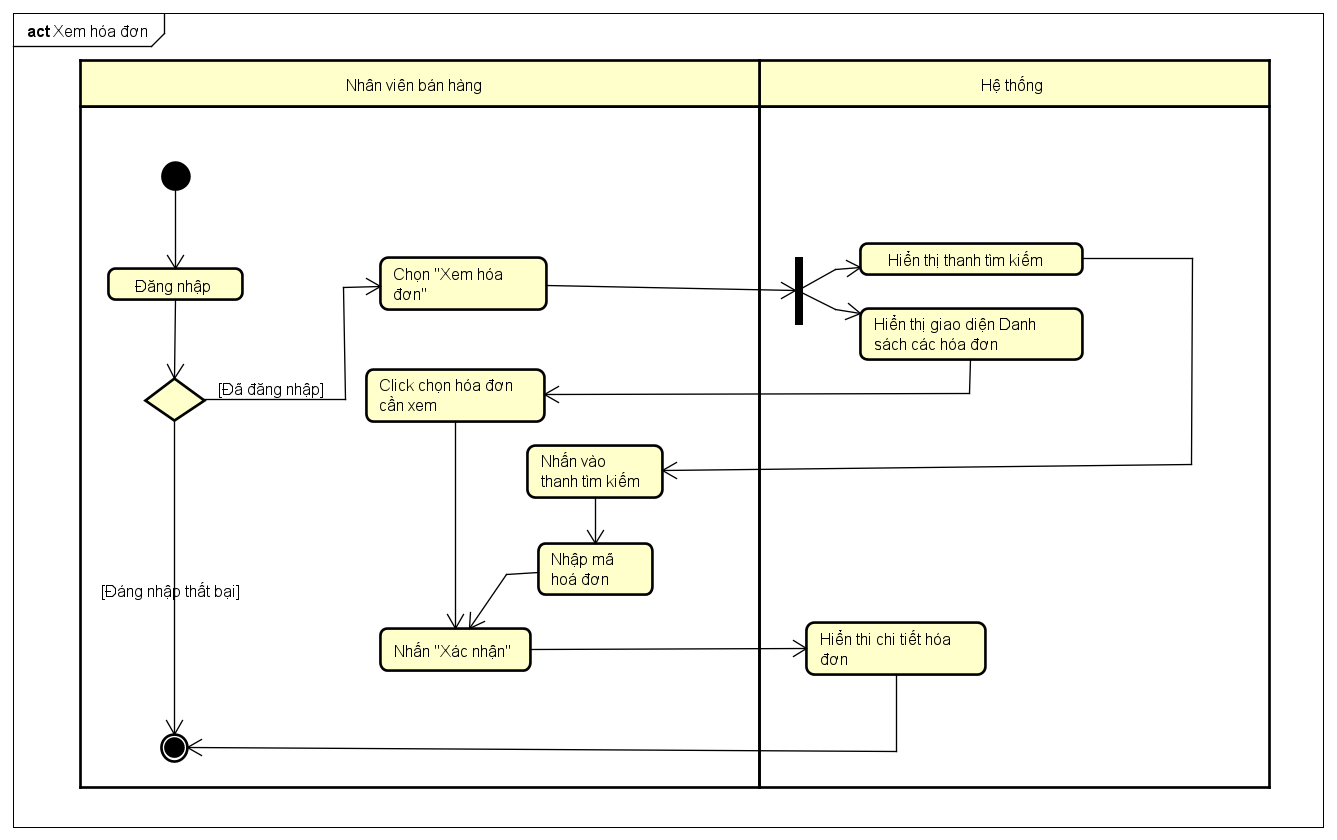 act Xem hóa đơn
Nhân viên bán hàng
Hệ thống
Đăng nhập
Chọn "Xem hóa
đơn"
Hiển thị thanh tìm kiếm
Hiển thị giao diện Danh
sách các hóa đơn
[Đã đăng nhập]
Click chọn hóa đơn
cần xem
Nhấn vào
thanh tìm kiếm
Nhập mã
hoá đơn
[Đáng nhập thất bại]
Nhấn "Xác nhận"
Hiển thi chi tiết hóa
đơn